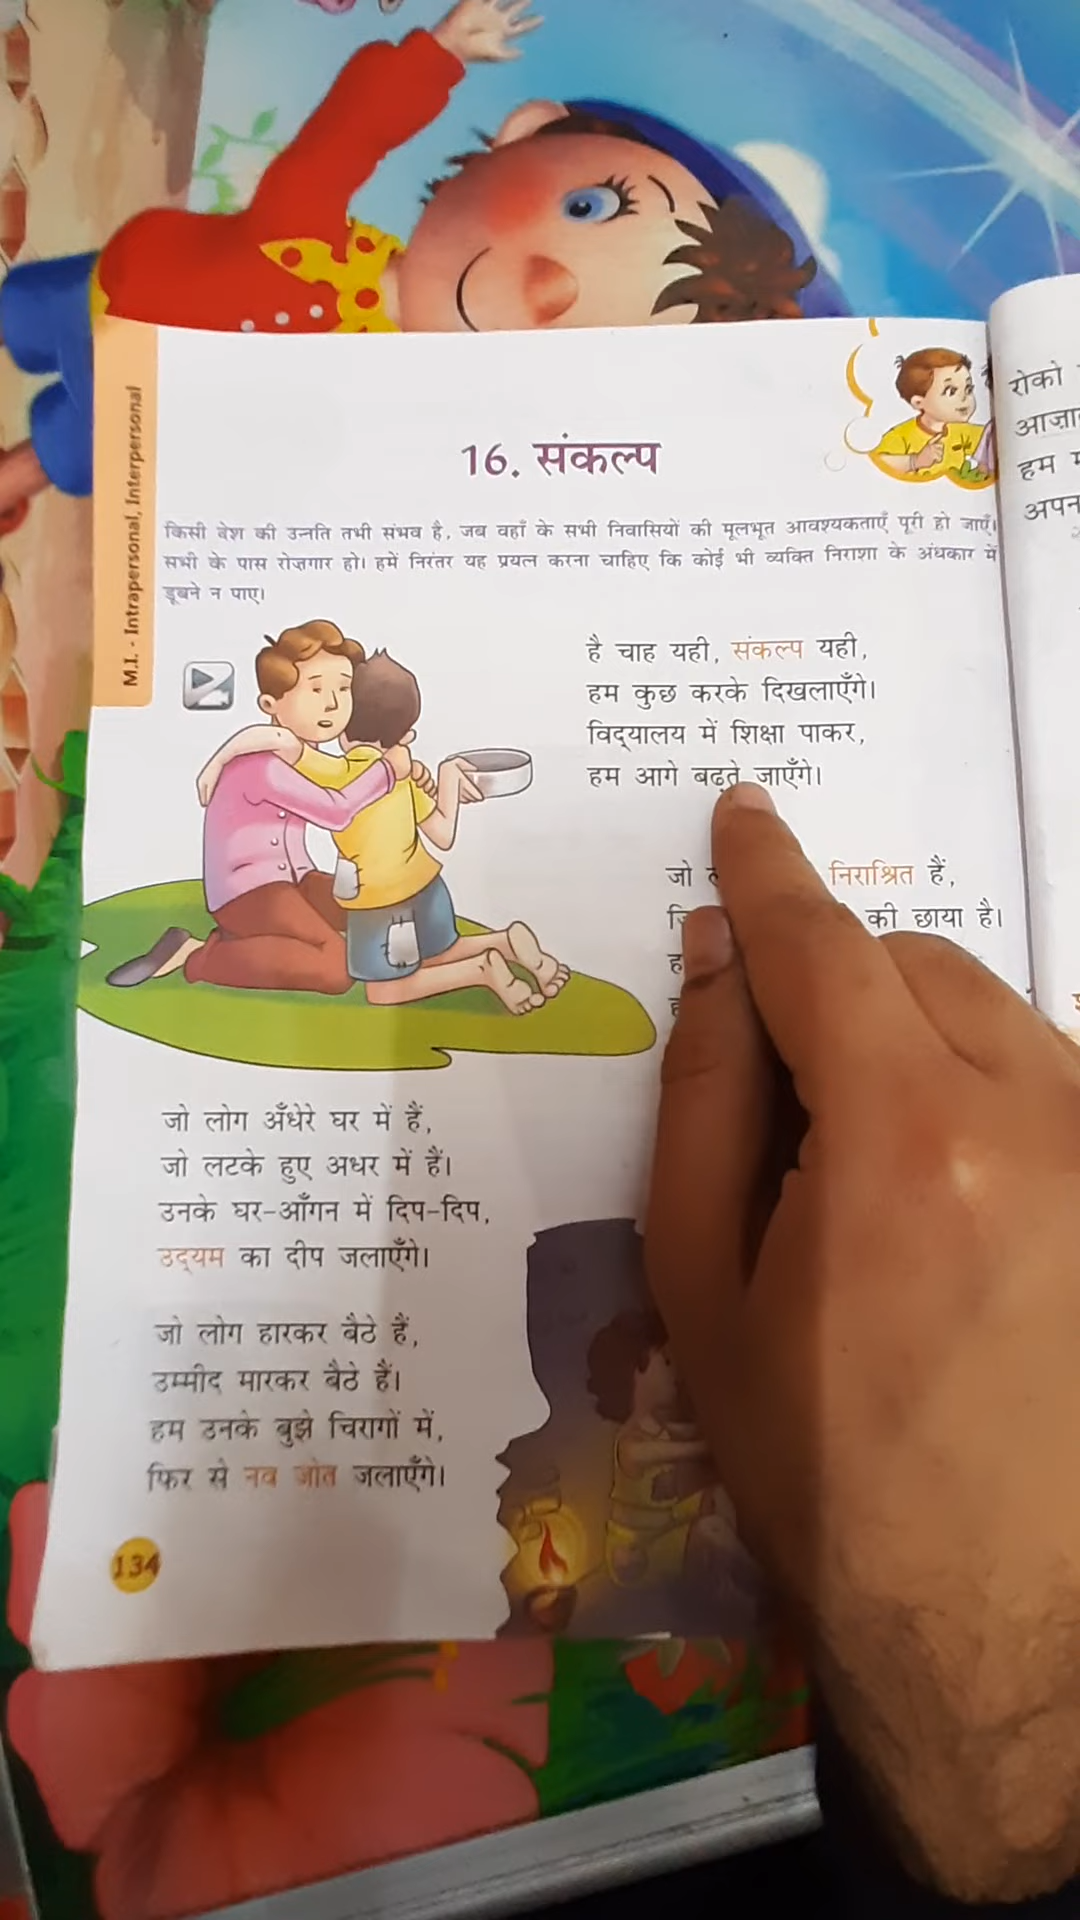 M.I. - Intrapersonal, Interpersonal
16. संकल्प
किसी देश की उन्नति तभी संभव है, जब वहाँ के सभी निवासियों की मूलभूत आवश्यकताएँ पूरी हो जाएँ।
सभी के पास रोज़गार हो। हमें निरंतर यह प्रयत्न करना चाहिए कि कोई भी व्यक्ति निराशा के अंधकार में
डूबने न पाए।
है चाह यही, संकल्प यही,
हम कुछ करके दिखलाएँगे।
विद्यालय में शिक्षा पाकर,
हम आगे बढ़ते जाएँगे।
जो निराश्रित हैं,
की छाया है।
जो लोग अँधेरे घर में हैं,
जो लटके हुए अधर में हैं।
उनके घर-आँगन में दिप-दिप,
उद्यम का दीप जलाएँगे।
जो लोग हारकर बैठे हैं,
उम्मीद मारकर बैठे हैं।
हम उनके बुझे चिरागों में,
फिर से नव जोत जलाएँगे।
134
रोको
हम